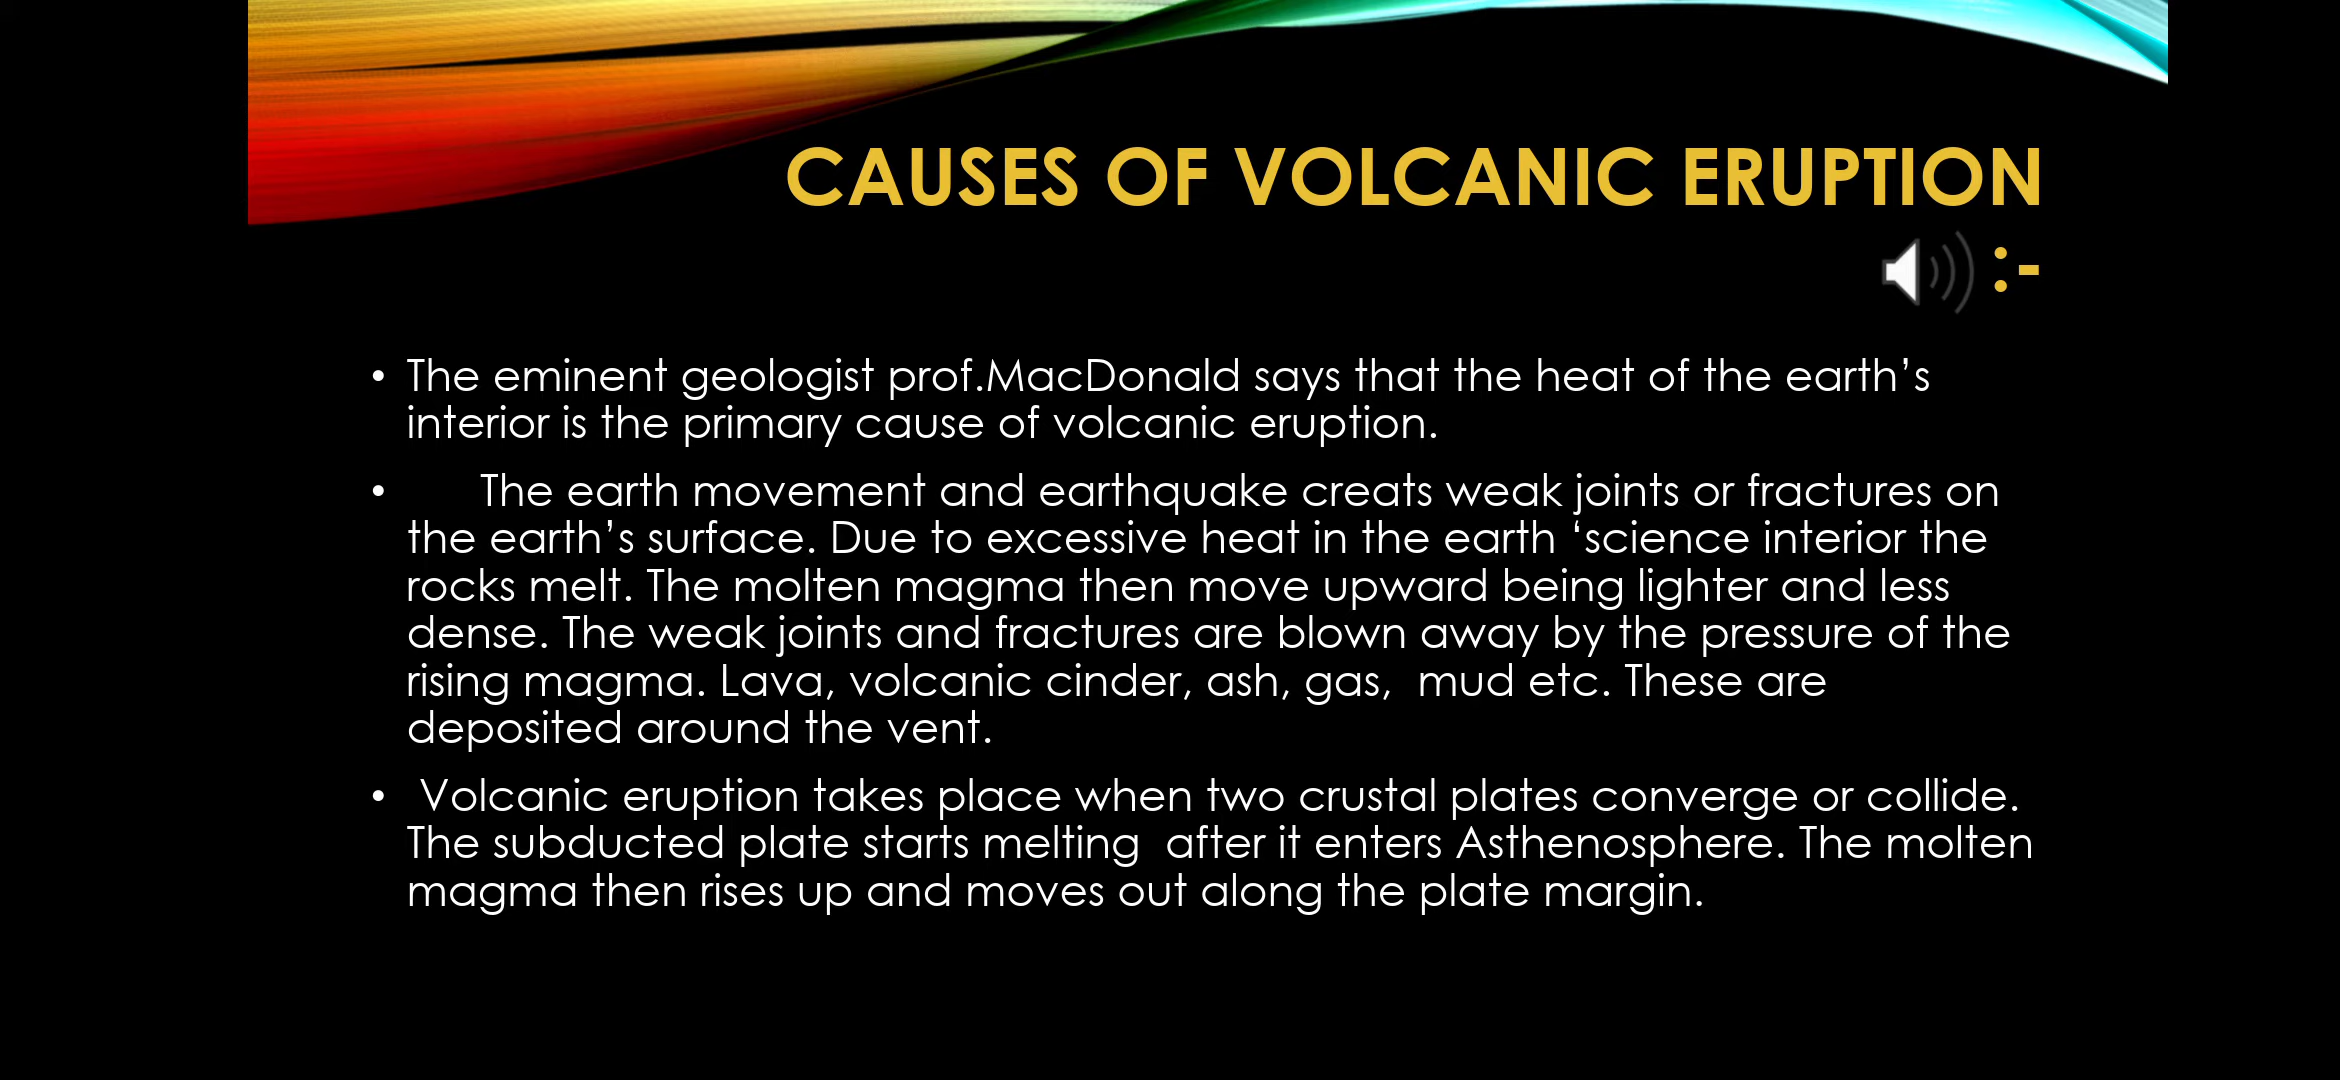 CAUSES OF VOLCANIC ERUPTION
:-
• The eminent geologist prof.MacDonald says that the heat of the earth’s
interior is the primary cause of volcanic eruption.
• The earth movement and earthquake creats weak joints or fractures on
the earth’s surface. Due to excessive heat in the earth ‘science interior the
rocks melt. The molten magma then move upward being lighter and less
dense. The weak joints and fractures are blown away by the pressure of the
rising magma. Lava, volcanic cinder, ash, gas,  mud etc. These are
deposited around the vent.
• Volcanic eruption takes place when two crustal plates converge or collide.
The subducted plate starts melting  after it enters Asthenosphere. The molten
magma then rises up and moves out along the plate margin.